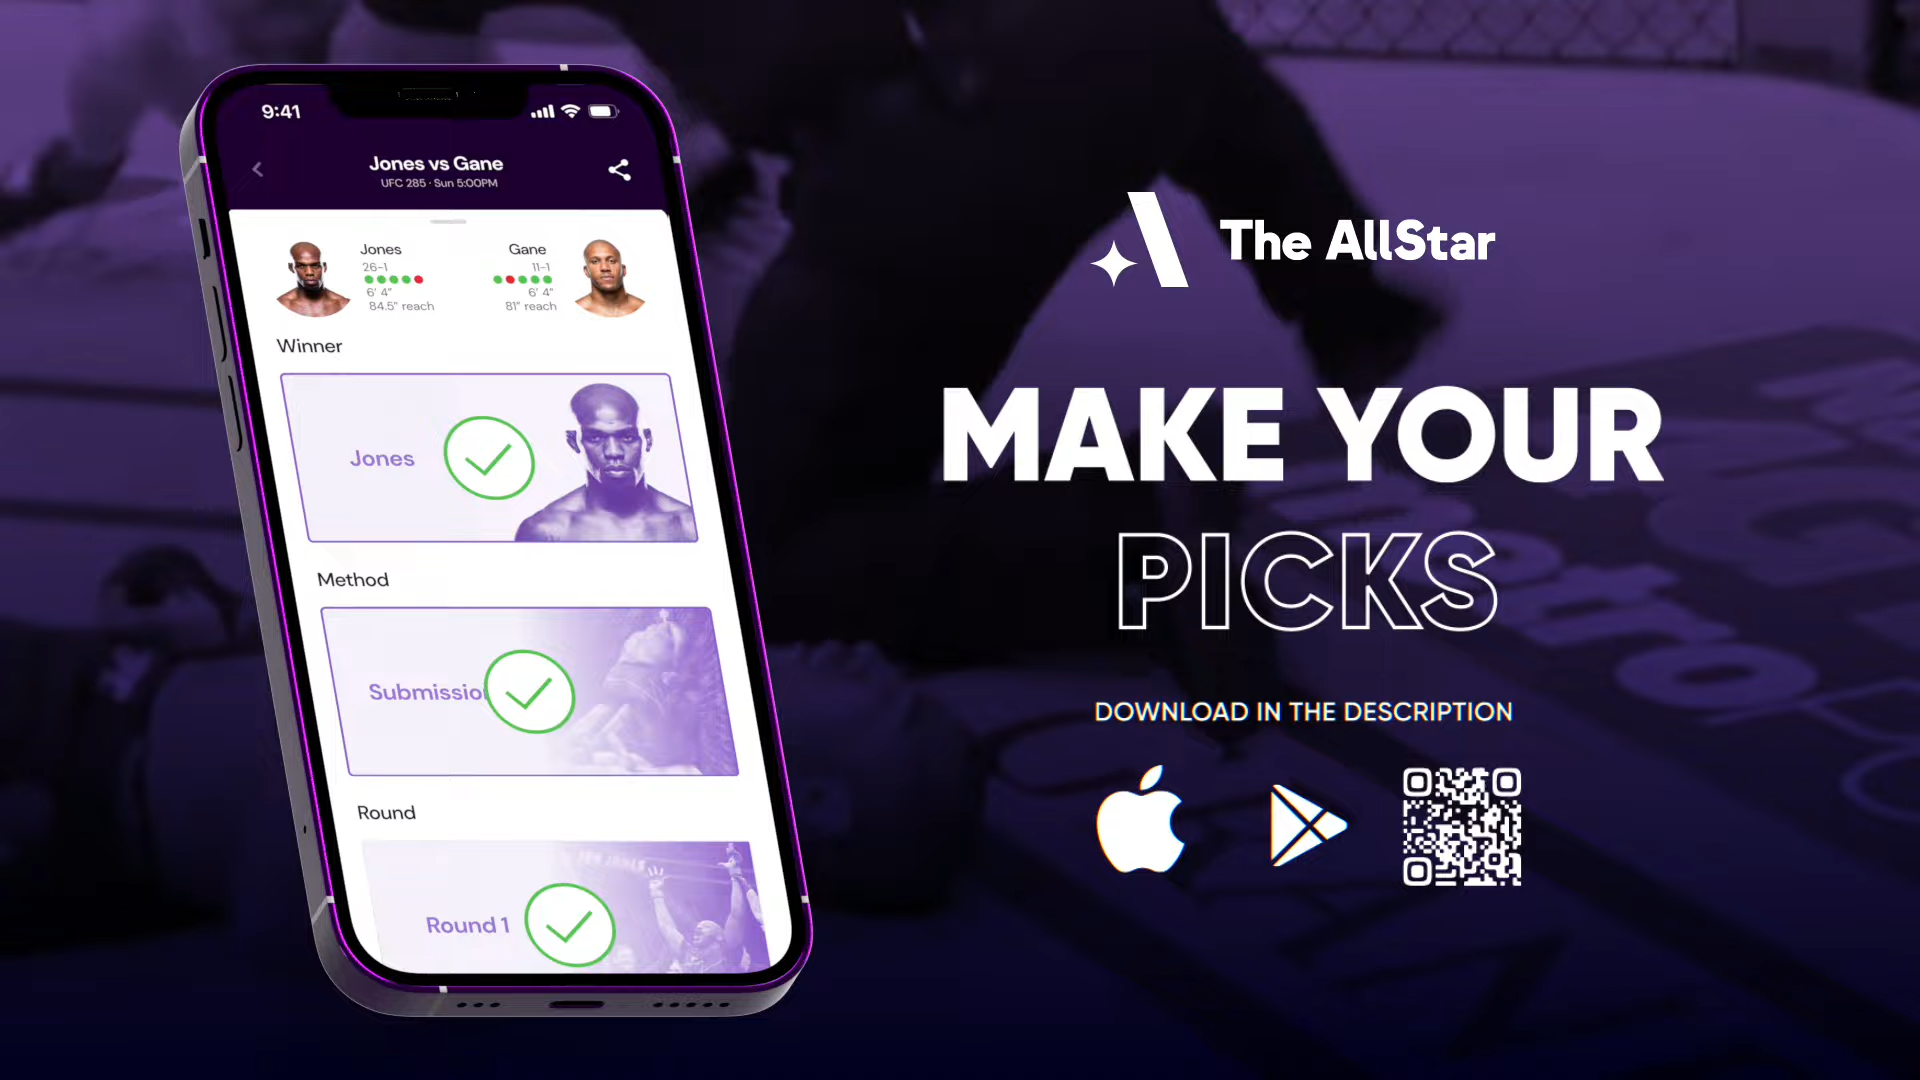 9:41
Jones vs Gane
UFC 285 · Sun 5:00PM
Jones
26-1
6' 4"
84.5" reach
Gane
11-1
6' 4"
81" reach
Winner
Jones
Method
Submissio
Round
Round 1
The AllStar
MAKE YOUR
PICKS
DOWNLOAD IN THE DESCRIPTION